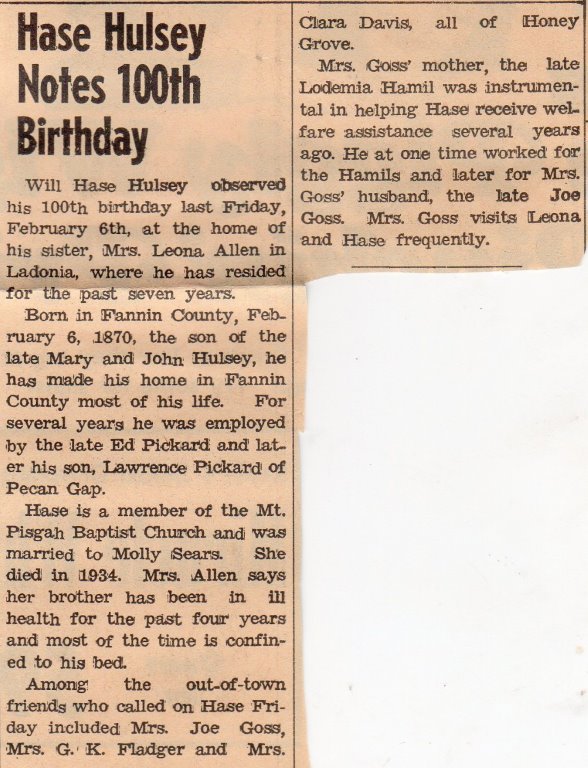 Hase Hulsey
Notes 100th
Birthday
Will Hase Hulsey observed
his 100th birthday last Friday,
February 6th, at the home of
his sister, Mrs. Leona Allen in
Ladonia, where he has resided
for the past seven years.
Born in Fannin County, Feb-
ruary 6, 1870, the son of the
late Mary and John Hulsey, he
has made his home in Fannin
County most of his life. For
several years he was employed
by the late Ed Pickard and lat-
er his son, Lawrence Pickard of
Pecan Gap.
Hase is a member of the Mt.
Pisgah Baptist Church and was
married to Molly Sears. She
died in 1934. Mrs. Allen says
her brother has been in ill
health for the past four years
and most of the time is confin-
ed to his bed.
Among the out-of-town
friends who called on Hase Fri-
day included Mrs. Joe Goss,
Mrs. G. K. Fladger and Mrs.
Clara Davis, all of Honey
Grove.
Mrs. Goss' mother, the late
Lodemia Hamil was instrumen-
tal in helping Hase receive wel-
fare assistance several years
ago. He at one time worked for
the Hamils and later for Mrs.
Goss' husband, the late Joe
Goss. Mrs. Goss visits Leona
and Hase frequently.